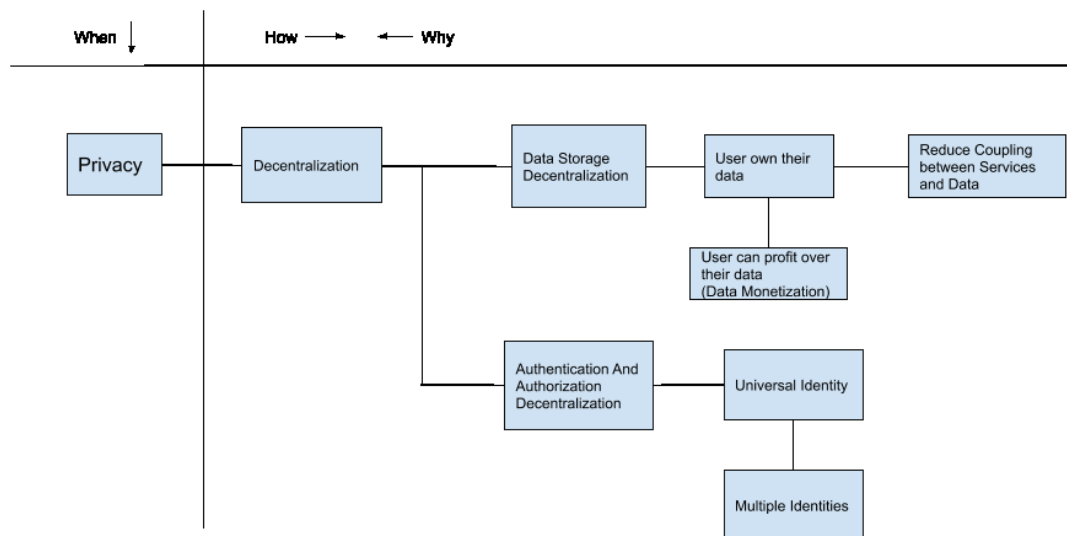 When
How
Why
Privacy
Decentralization
Data Storage
Decentralization
User own their
data
Reduce Coupling
between Services
and Data
User can profit over
their data
(Data Monetization)
Authentication And
Authorization
Decentralization
Universal Identity
Multiple Identities